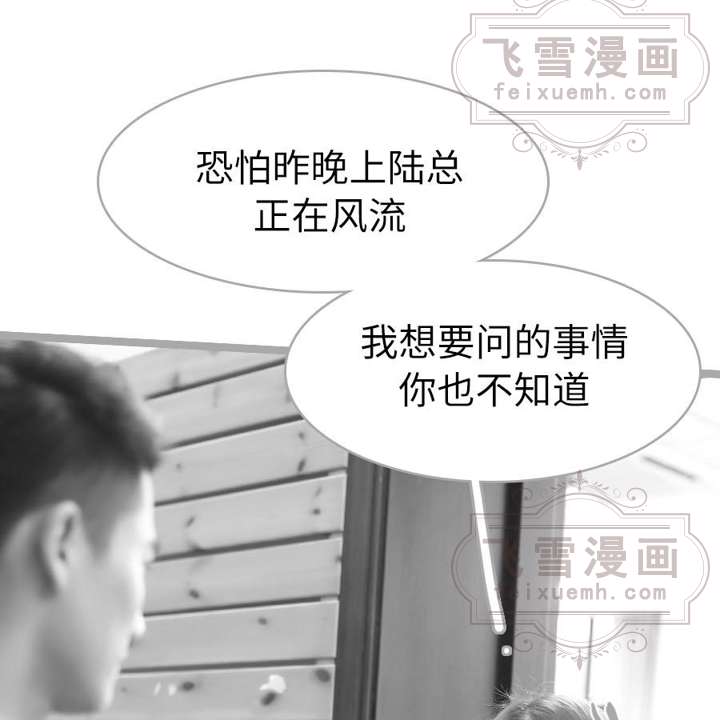 飞雪漫画
feixuemh.com
恐怕昨晚上陆总
正在风流
我想要问的事情
你也不知道
飞雪漫画
feixuemh.com